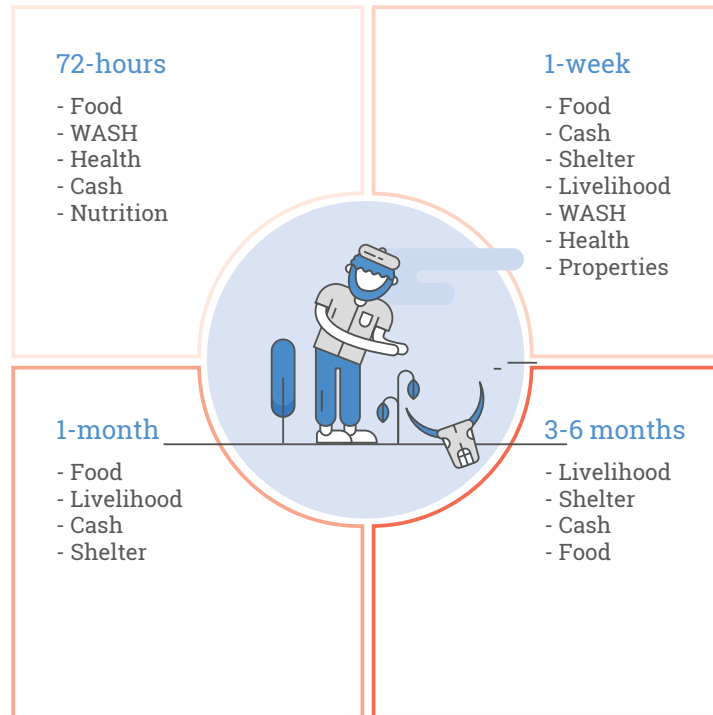 72-hours
- Food
- WASH
- Health
- Cash
- Nutrition
1-week
- Food
- Cash
- Shelter
- Livelihood
- WASH
- Health
- Properties
1-month
- Food
- Livelihood
- Cash
- Shelter
3-6 months
- Livelihood
- Shelter
- Cash
- Food